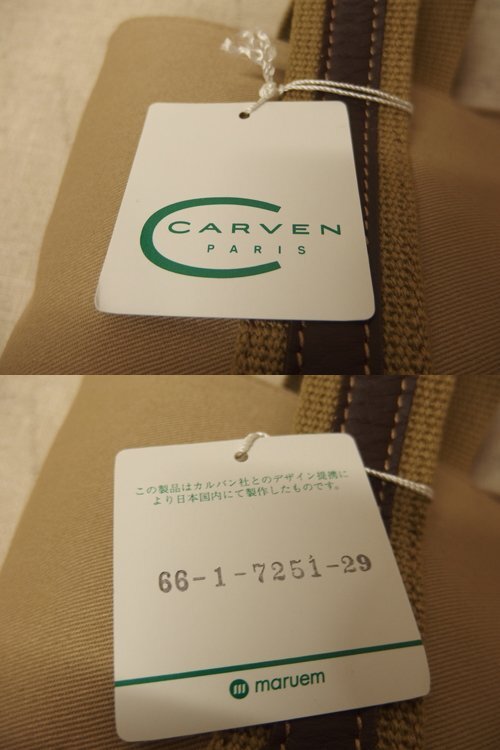 CARVEN
PARIS
この製品はカルバン社とのデザイン提携に
より日本国内にて製作したものです。
66-1-7251-29
m maruem